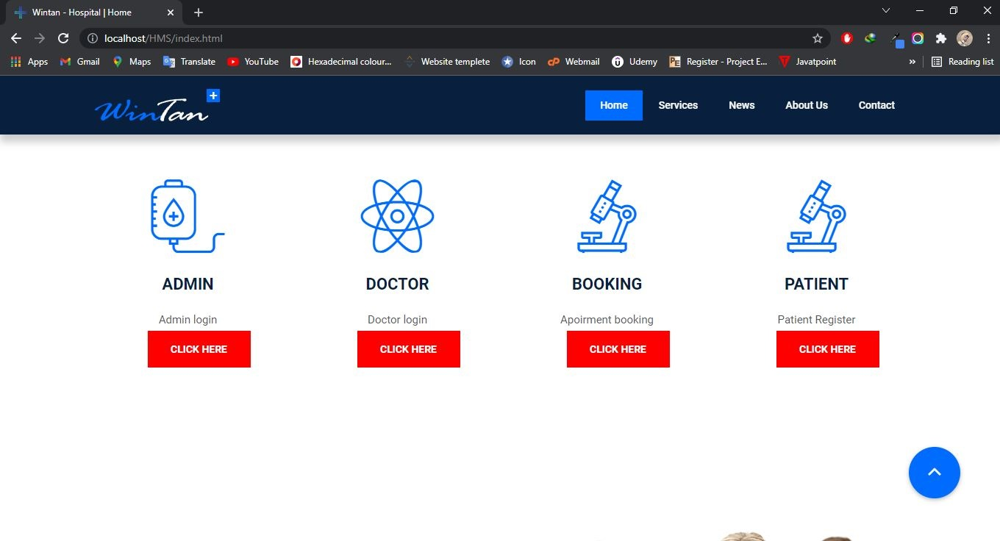 Wintan - Hospital | Home
localhost/HMS/index.html
Apps Gmail Maps Translate YouTube Hexadecimal colour... Website templete Icon Webmail Udemy Register - Project E... Javatpoint » Reading list
WinTan
Home Services News About Us Contact
ADMIN DOCTOR BOOKING PATIENT
Admin login Doctor login Apoirment booking Patient Register
CLICK HERE CLICK HERE CLICK HERE CLICK HERE